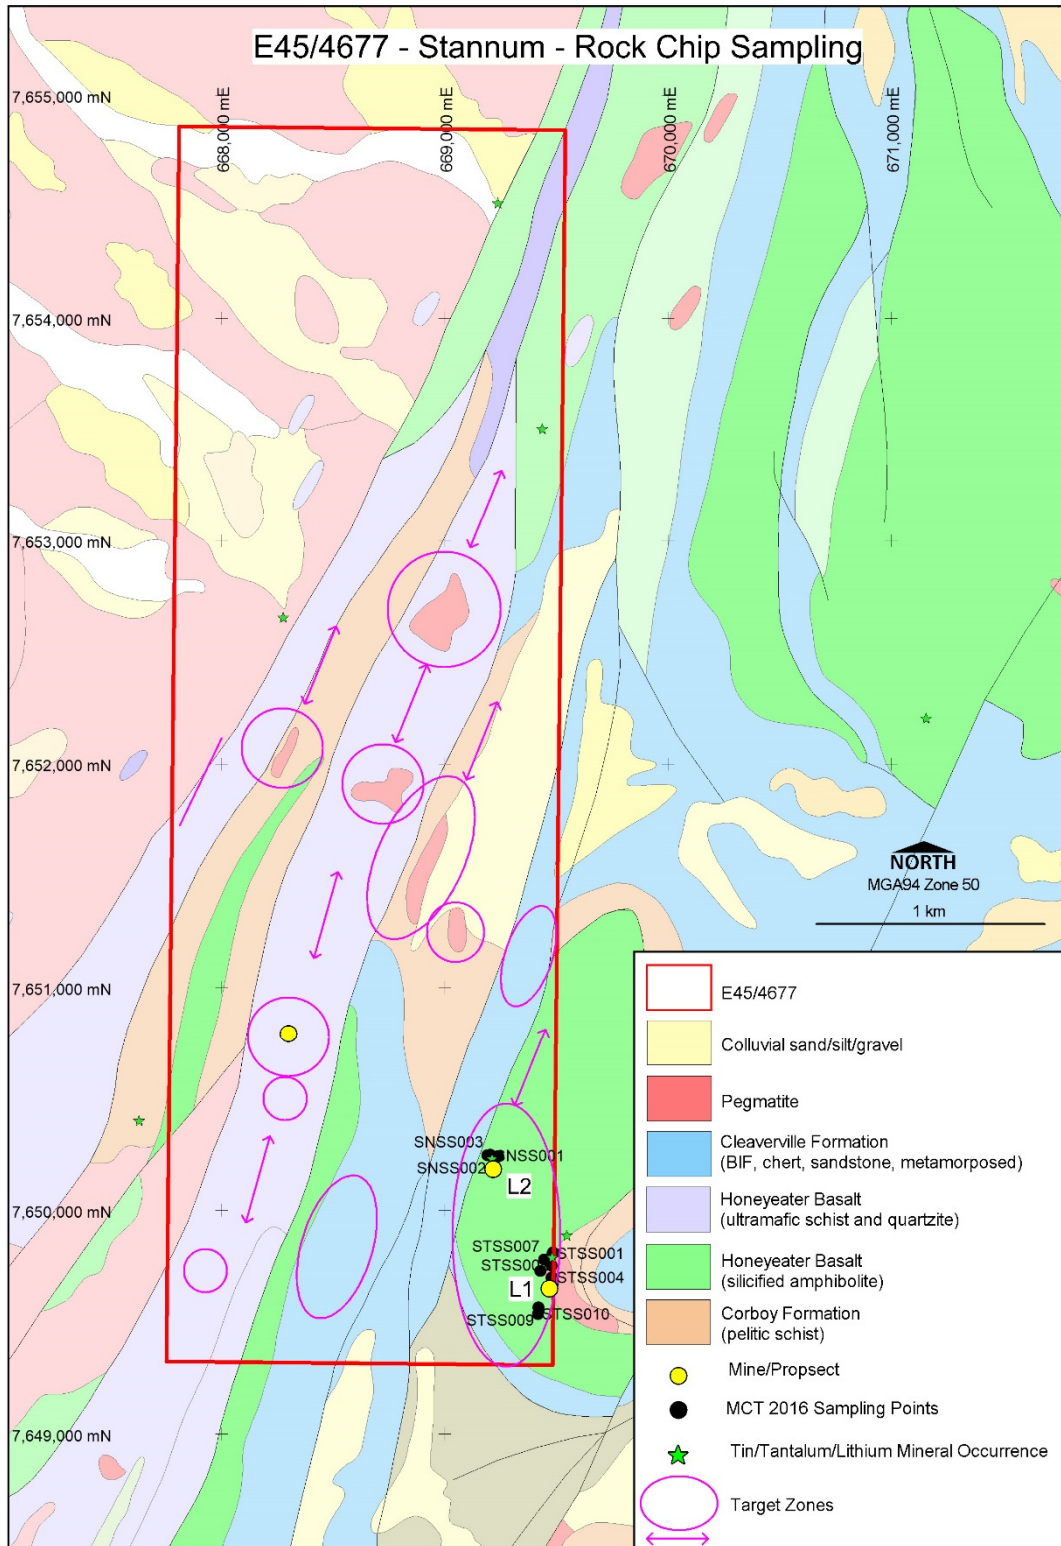 E45/4677 - Stannum - Rock Chip Sampling
7,655,000 mN
668,000 mE
669,000 mE
670,000 mE
671,000 mE
7,654,000 mN
7,653,000 mN
7,652,000 mN
NORTH
MGA94 Zone 50
1 km
7,651,000 mN
SNSS003
SNSS001
SNSS002
L2
7,650,000 mN
STSS007
STSS001
STSS00
STSS004
L1
STSS009
STSS010
7,649,000 mN
E45/4677
Colluvial sand/silt/gravel
Pegmatite
Cleaverville Formation
(BIF, chert, sandstone, metamorposed)
Honeyeater Basalt
(ultramafic schist and quartzite)
Honeyeater Basalt
(silicified amphibolite)
Corboy Formation
(pelitic schist)
Mine/Propsect
MCT 2016 Sampling Points
Tin/Tantalum/Lithium Mineral Occurrence
Target Zones